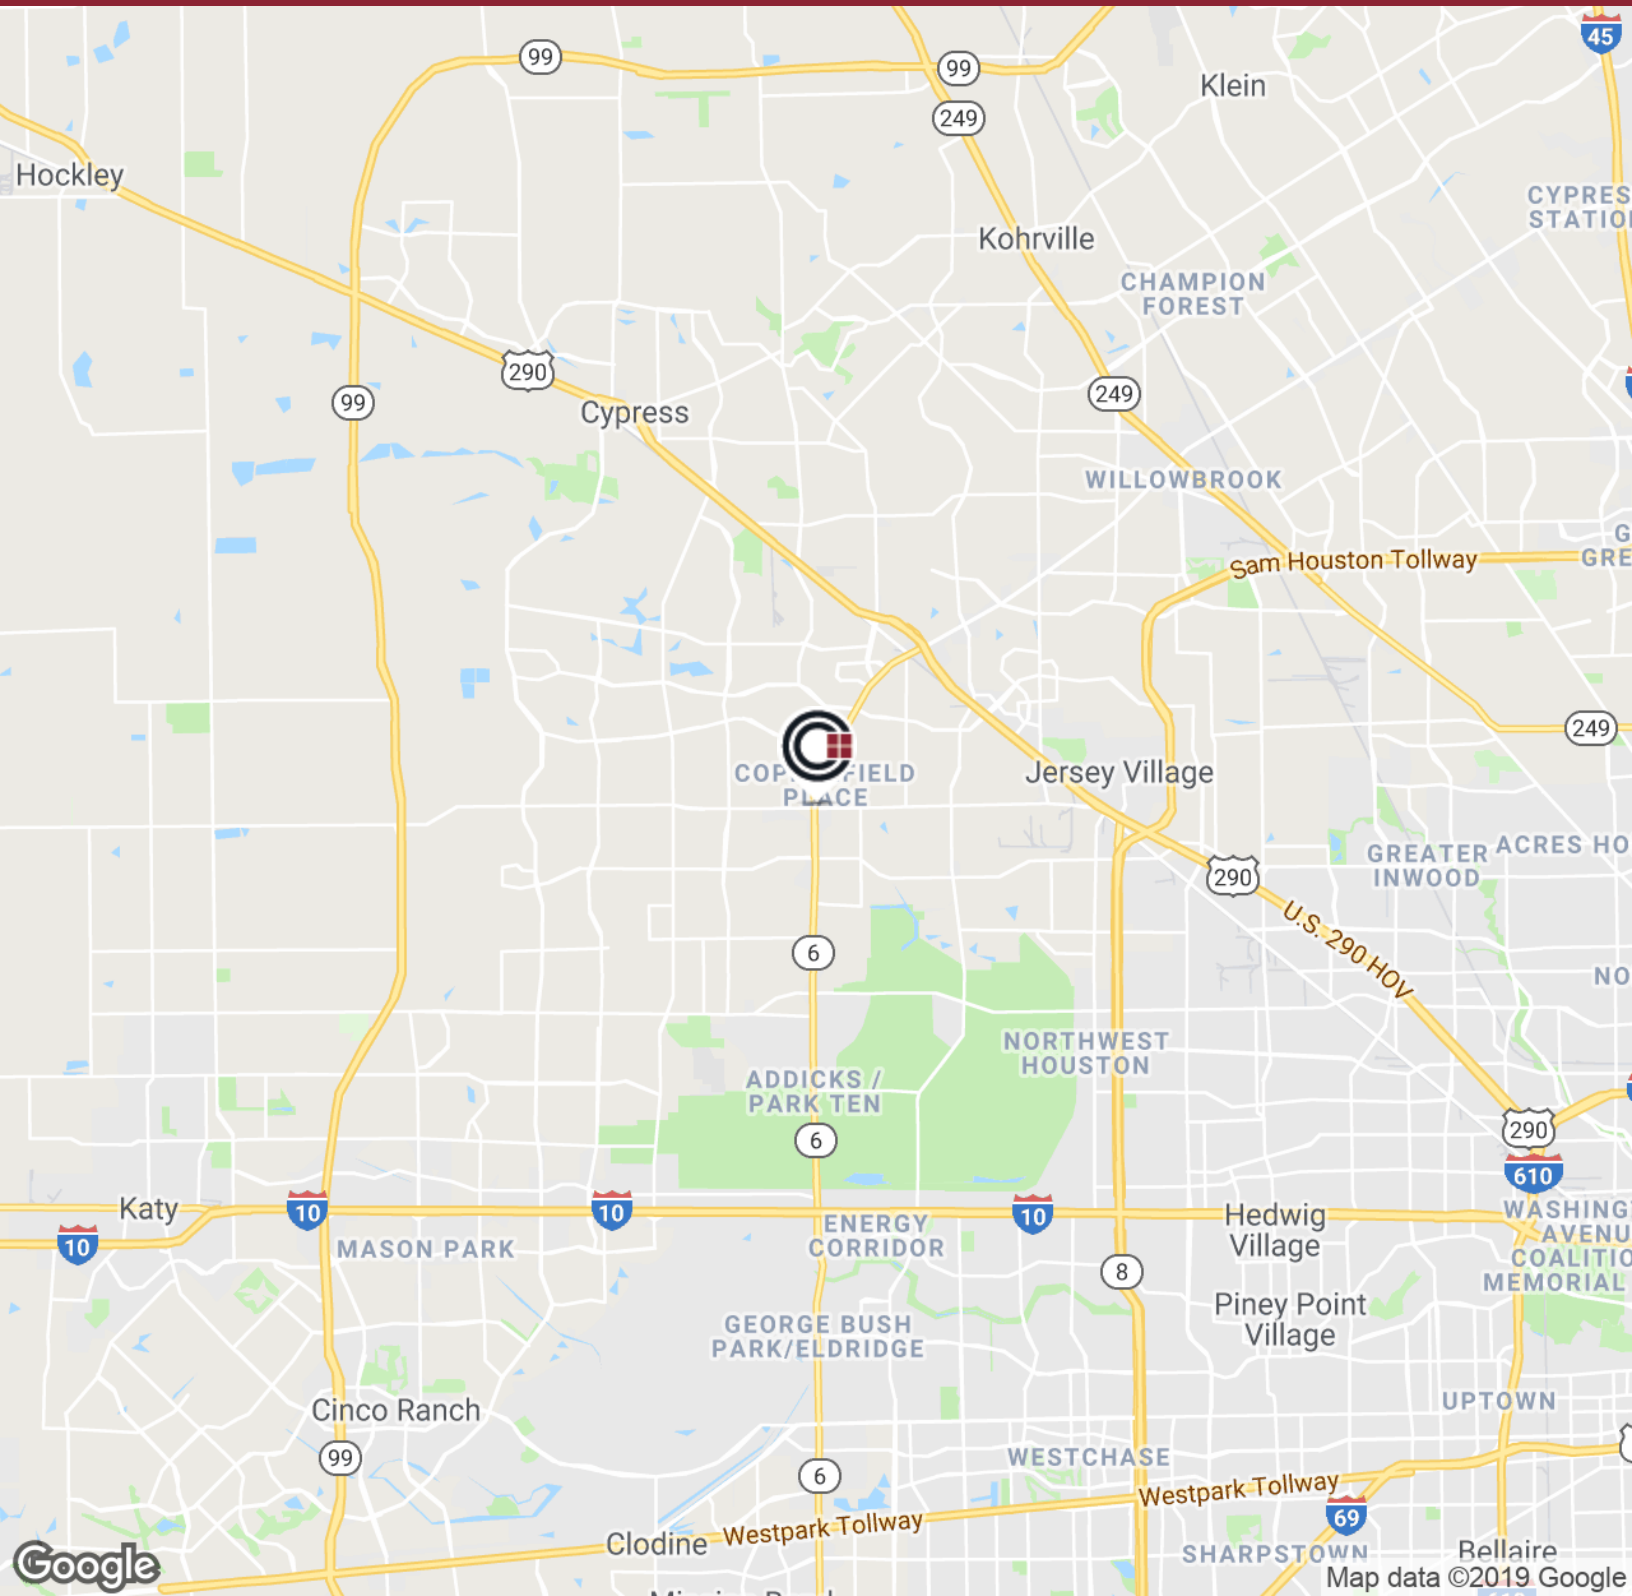 45
99
99
Klein
249
Hockley
CYPRES
STATIO
Kohrville
CHAMPION
FOREST
290
99
249
Cypress
WILLOWBROOK
G
GRE
Sam Houston Tollway
249
COP FIELD
PLACE
Jersey Village
GREATER
INWOOD
ACRES HO
290
U.S. 290 HOV
6
NO
NORTHWEST
HOUSTON
ADDICKS /
PARK TEN
6
290
610
Katy
10
10
10
10
MASON PARK
ENERGY
CORRIDOR
Hedwig
Village
WASHING
AVENU
COALITIO
MEMORIAL
8
Piney Point
Village
GEORGE BUSH
PARK/ELDRIDGE
UPTOWN
Cinco Ranch
99
WESTCHASE
6
Westpark Tollway
69
Westpark Tollway
Clodine
SHARPSTOWN
Bellaire
Google
Map data ©2019 Google